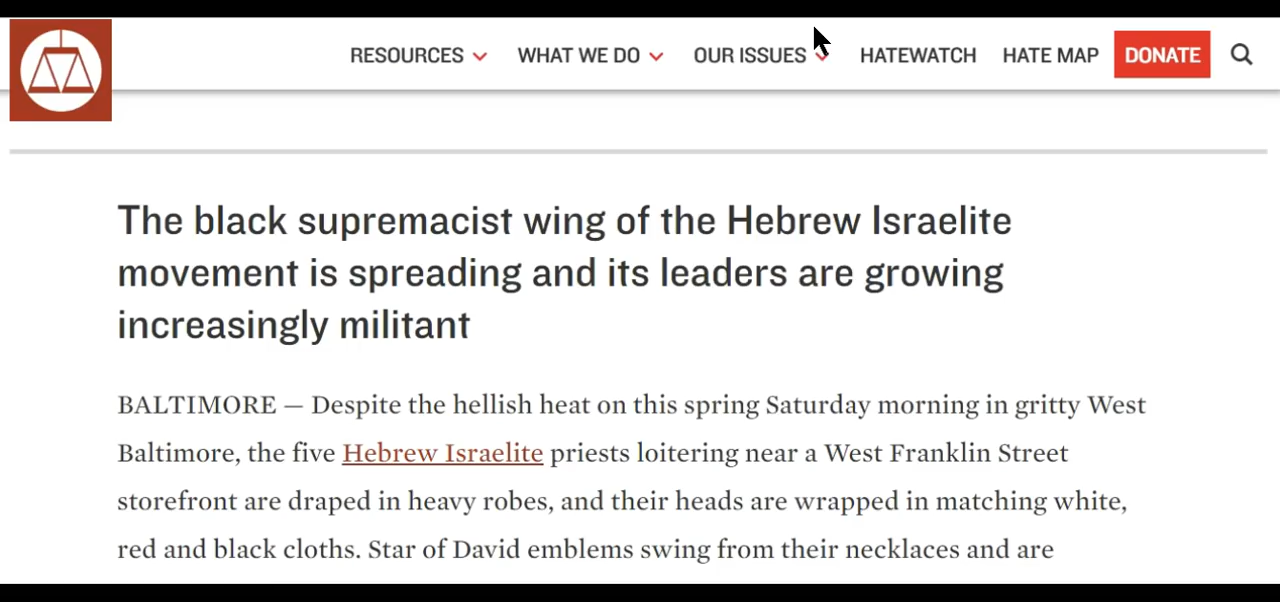 RESOURCES WHAT WE DO OUR ISSUES HATEWATCH HATE MAP DONATE
The black supremacist wing of the Hebrew Israelite
movement is spreading and its leaders are growing
increasingly militant
BALTIMORE — Despite the hellish heat on this spring Saturday morning in gritty West
Baltimore, the five Hebrew Israelite priests loitering near a West Franklin Street
storefront are draped in heavy robes, and their heads are wrapped in matching white,
red and black cloths. Star of David emblems swing from their necklaces and are